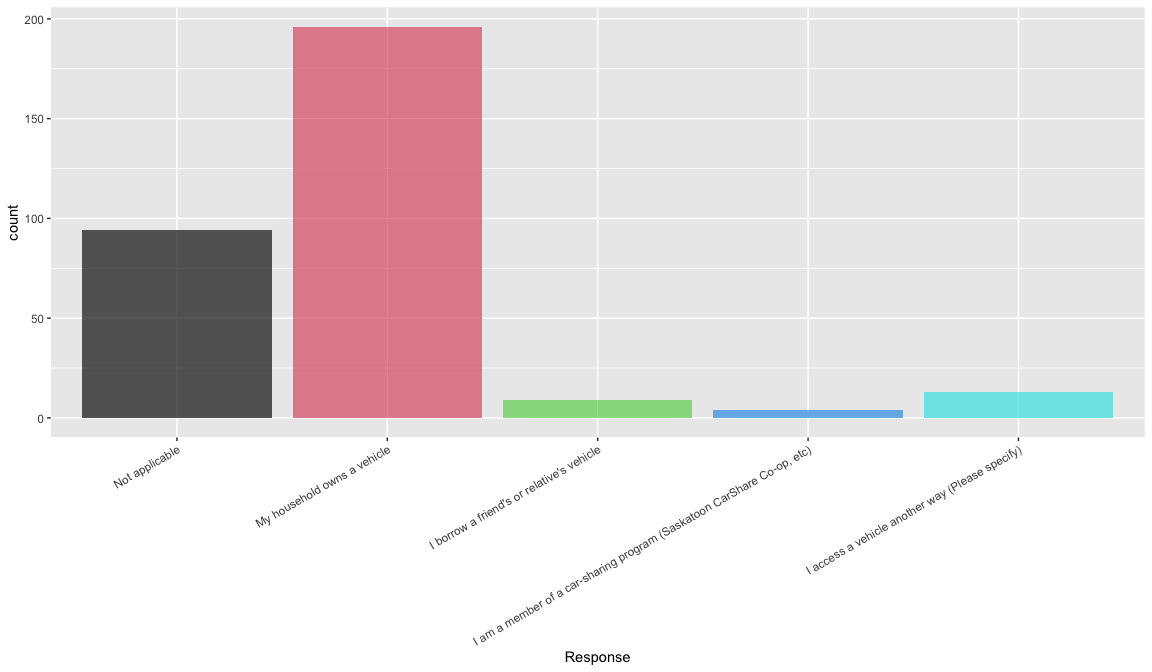 200
150
100
50
0
count
Not applicable
My household owns a vehicle
I borrow a friend's or relative's vehicle
I am a member of a car-sharing program (Saskatoon CarShare Co-op, etc)
I access a vehicle another way (Please specify)
Response